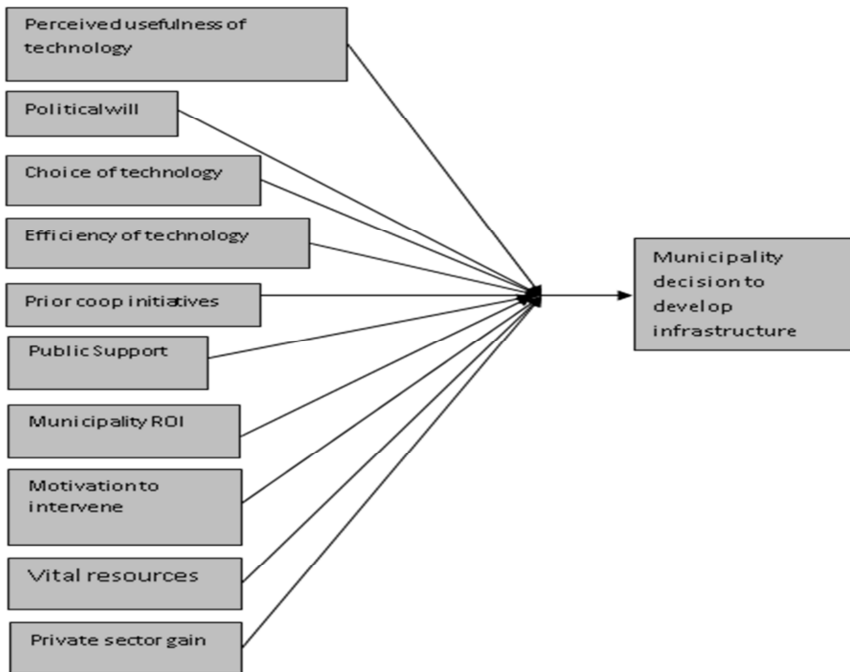 Perceived usefulness of
technology
Political will
Choice of technology
Efficiency of technology
Prior coop initiatives
Public Support
Municipality ROI
Motivation to
intervene
Vital resources
Private sector gain
Municipality
decision to
develop
infrastructure